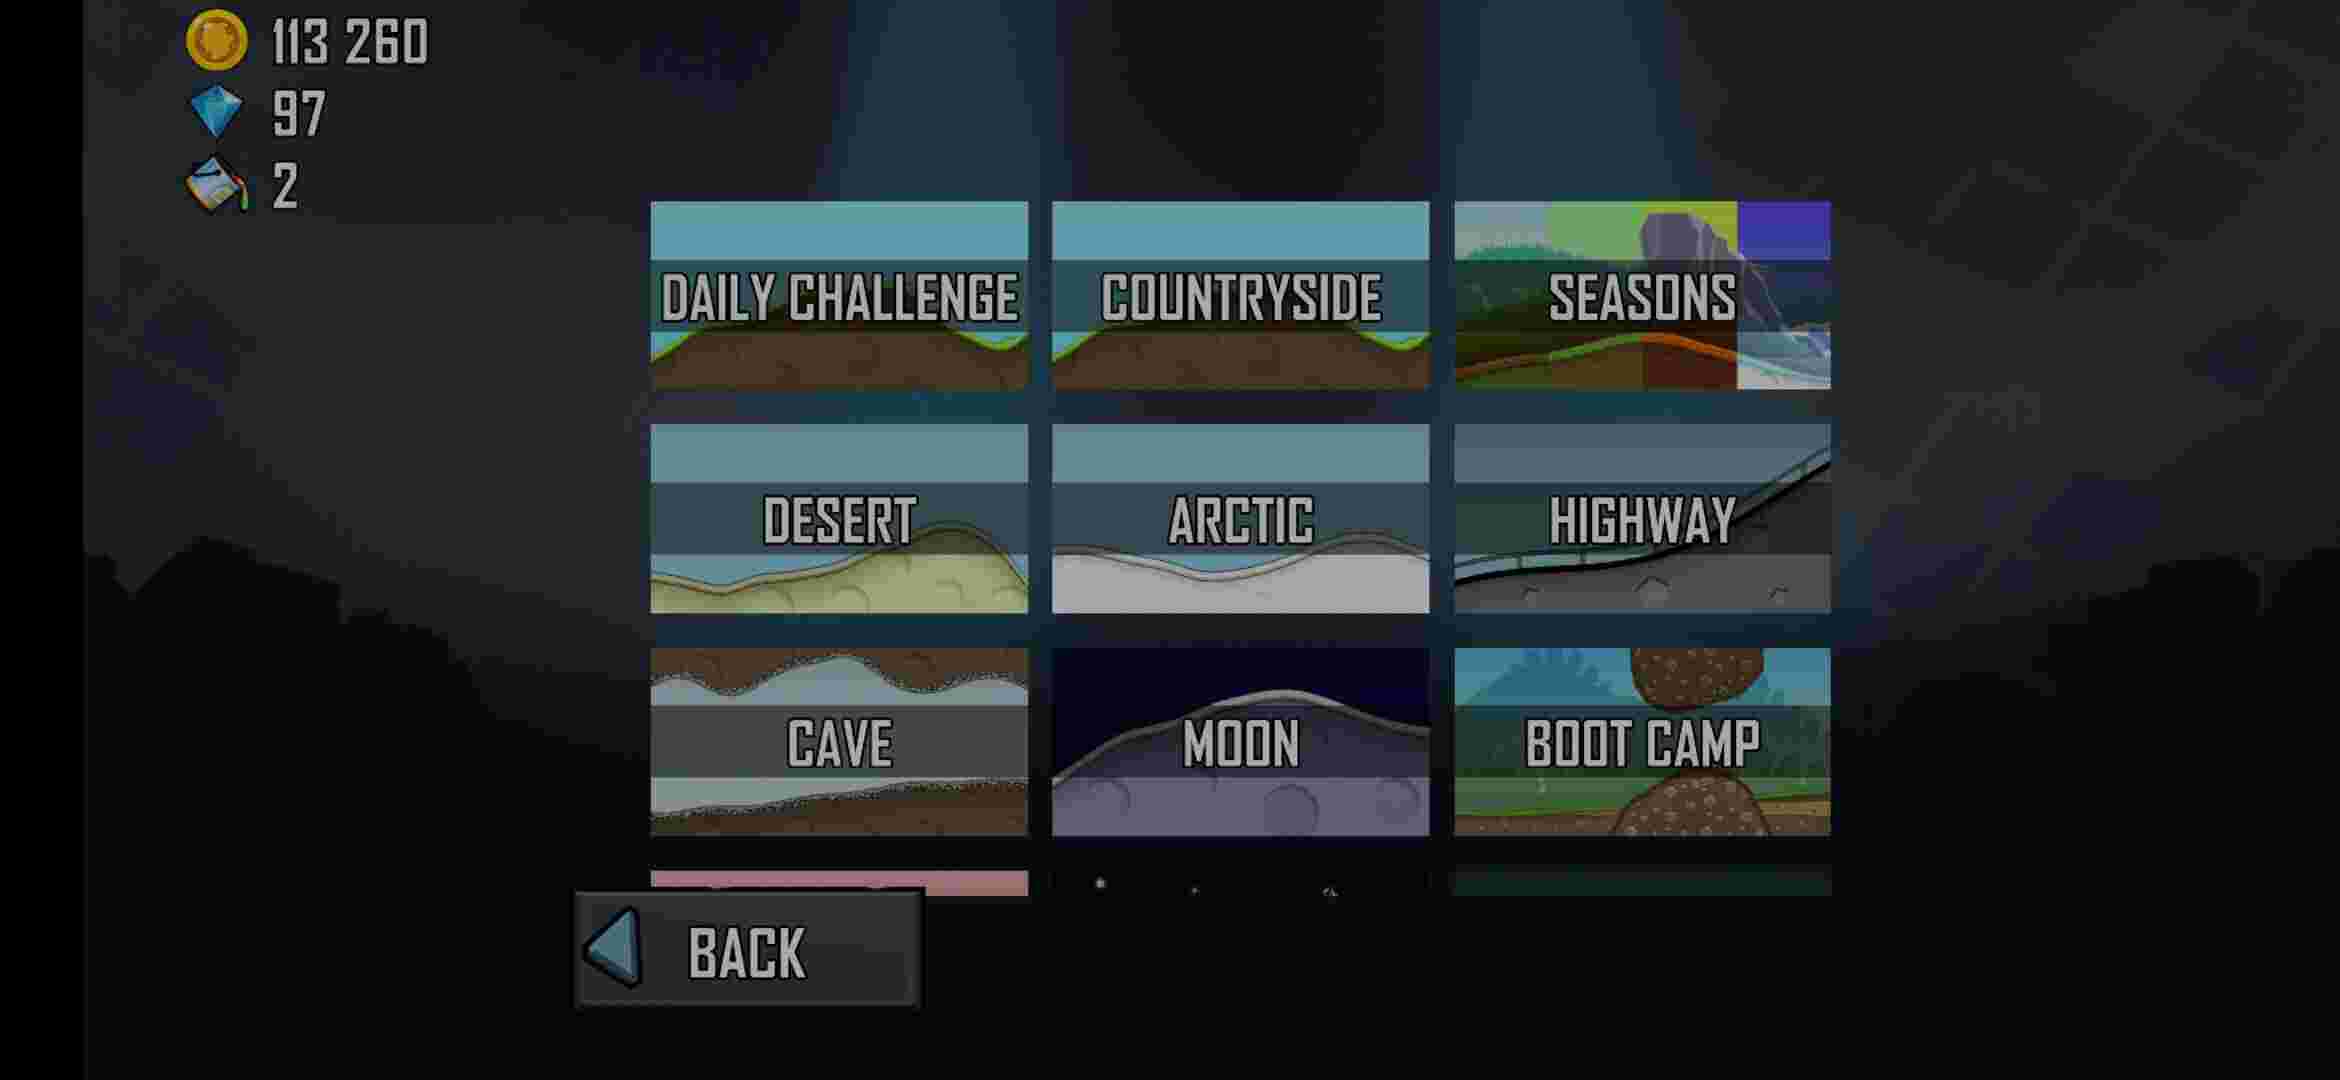 113 260
97
2
DAILY CHALLENGE
COUNTRYSIDE
SEASONS
DESERT
ARCTIC
HIGHWAY
CAVE
MOON
BOOT CAMP
BACK